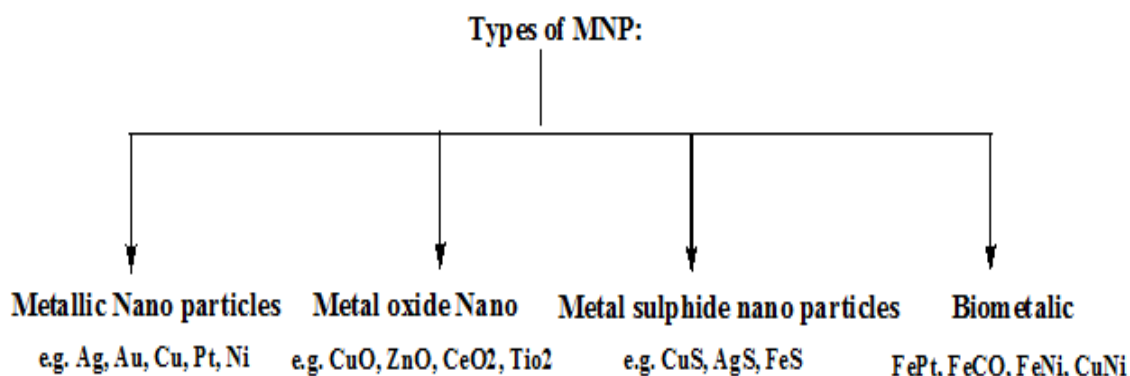 Types of MNP:
Metallic Nano particles
e.g. Ag, Au, Cu, Pt, Ni
Metal oxide Nano
e.g. CuO, ZnO, CeO2, Tio2
Metal sulphide nano particles
e.g. CuS, AgS, FeS
Biometalic
FePt, FeCO, FeNi, CuNi